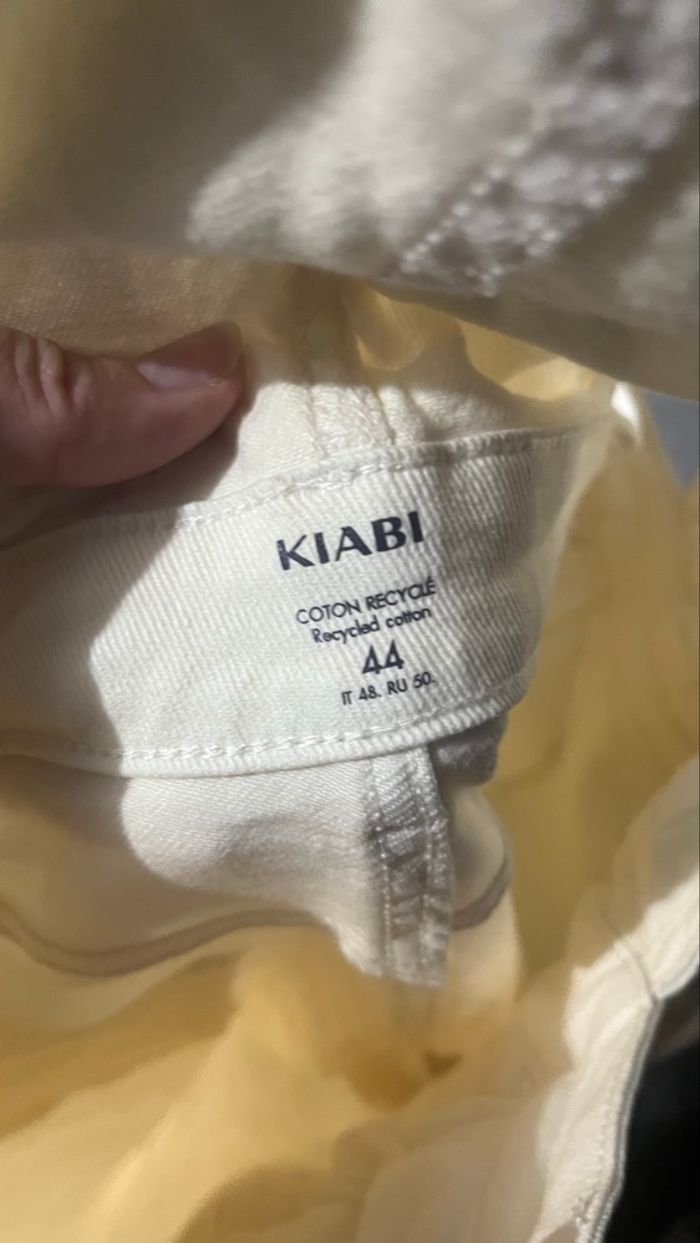 KIABI
COTON RECYCLÉ
Recycled cotton
44
IT 48. RU 50.